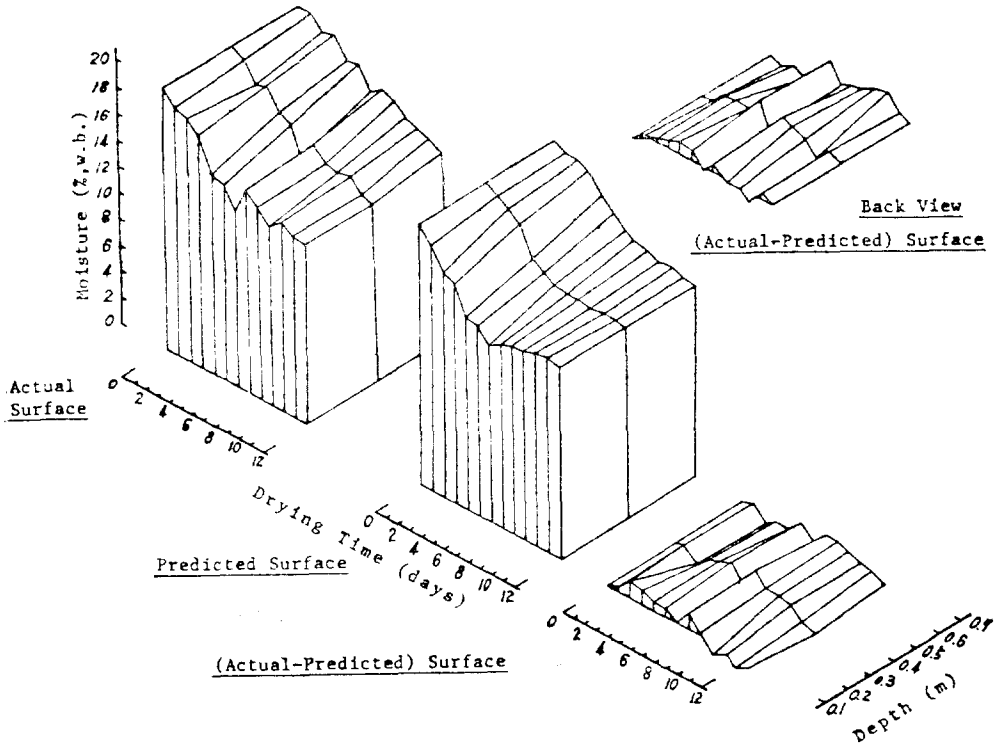 20
18
16
14
12
10
8
6
4
2
0
Moisture (%,w.b.)
Back View
(Actual-Predicted) Surface
Actual
Surface
0 2 4 6 8 10 12
Drying Time (days)
0 2 4 6 8 10 12
Predicted Surface
0 2 4 6 8 10 12
(Actual-Predicted) Surface
0.1 0.2 0.3 0.4 0.5 0.6 0.7
Depth (m)